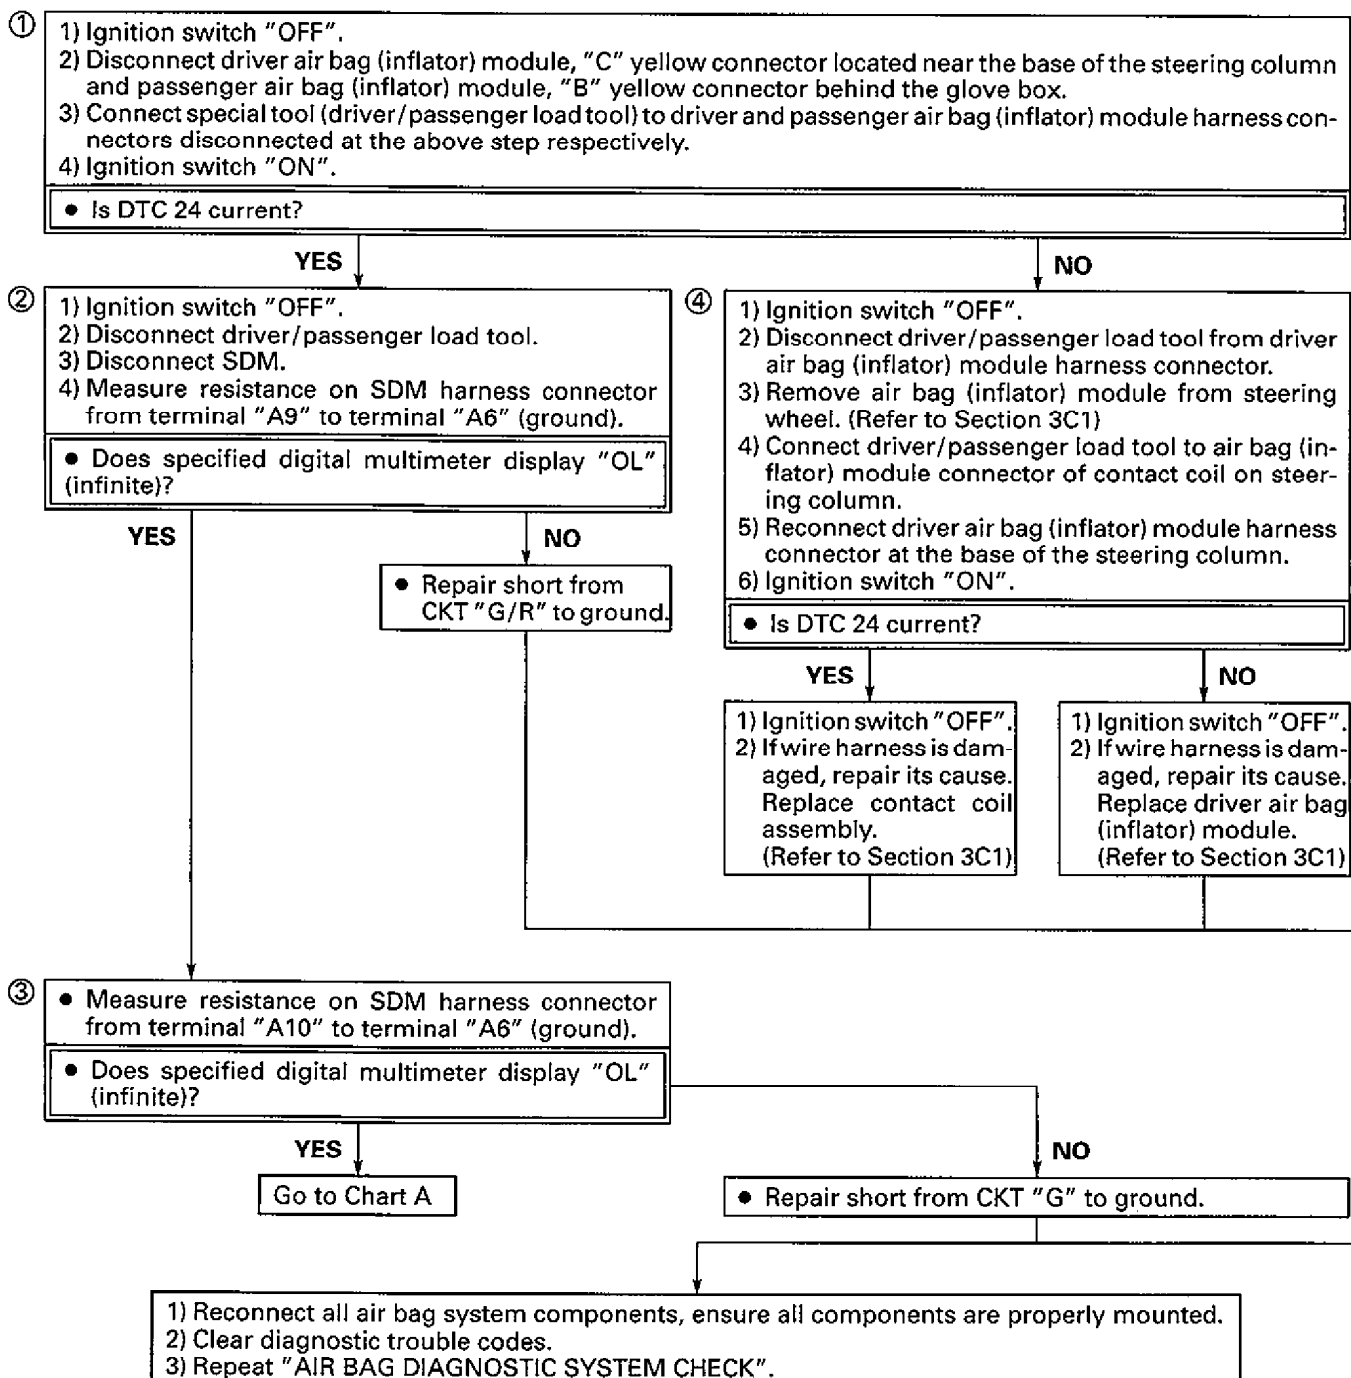 ①
1) Ignition switch "OFF".
2) Disconnect driver air bag (inflator) module, "C" yellow connector located near the base of the steering column
and passenger air bag (inflator) module, "B" yellow connector behind the glove box.
3) Connect special tool (driver/passenger load tool) to driver and passenger air bag (inflator) module harness con-
nectors disconnected at the above step respectively.
4) Ignition switch "ON".
● Is DTC 24 current?
YES
NO
②
1) Ignition switch "OFF".
2) Disconnect driver/passenger load tool.
3) Disconnect SDM.
4) Measure resistance on SDM harness connector
from terminal "A9" to terminal "A6" (ground).
● Does specified digital multimeter display "OL"
(infinite)?
YES
NO
● Repair short from
CKT "G/R" to ground.
④
1) Ignition switch "OFF".
2) Disconnect driver/passenger load tool from driver
air bag (inflator) module harness connector.
3) Remove air bag (inflator) module from steering
wheel. (Refer to Section 3C1)
4) Connect driver/passenger load tool to air bag (in-
flator) module connector of contact coil on steer-
ing column.
5) Reconnect driver air bag (inflator) module harness
connector at the base of the steering column.
6) Ignition switch "ON".
● Is DTC 24 current?
YES
NO
1) Ignition switch "OFF".
2) If wire harness is dam-
aged, repair its cause.
Replace contact coil
assembly.
(Refer to Section 3C1)
1) Ignition switch "OFF".
2) If wire harness is dam-
aged, repair its cause.
Replace driver air bag
(inflator) module.
(Refer to Section 3C1)
③
● Measure resistance on SDM harness connector
from terminal "A10" to terminal "A6" (ground).
● Does specified digital multimeter display "OL"
(infinite)?
YES
NO
Go to Chart A
● Repair short from CKT "G" to ground.
1) Reconnect all air bag system components, ensure all components are properly mounted.
2) Clear diagnostic trouble codes.
3) Repeat "AIR BAG DIAGNOSTIC SYSTEM CHECK".